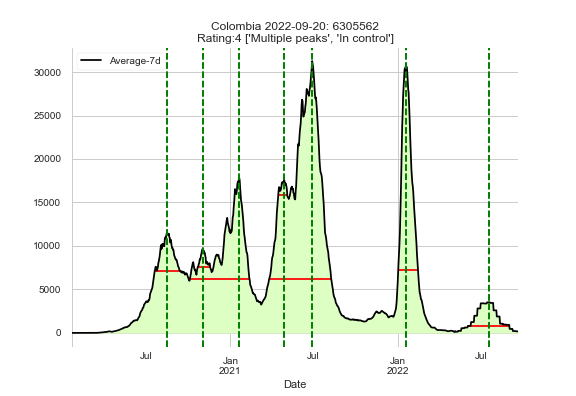 Colombia 2022-09-20: 6305562
Rating:4 ['Multiple peaks', 'In control']
Average-7d
30000
25000
20000
15000
10000
5000
0
Jul
Jan
2021
Jul
Jan
2022
Jul
Date